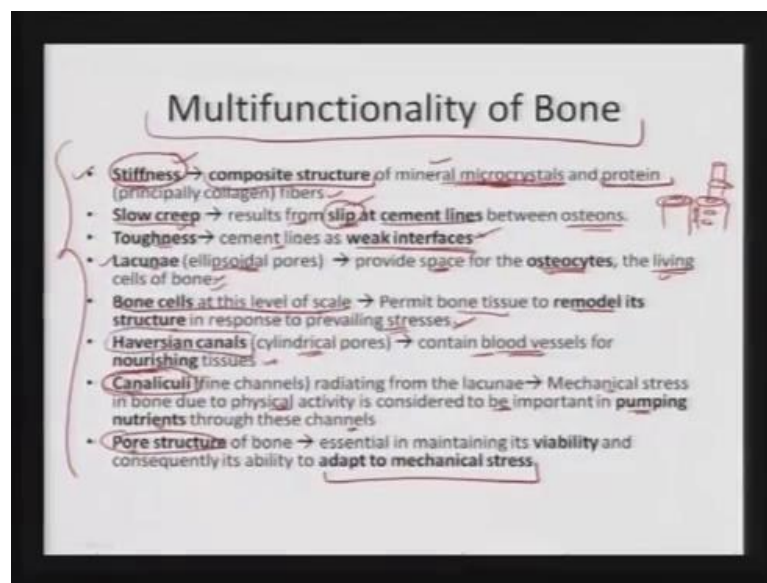 Multifunctionality of Bone
• Stiffness → composite structure of mineral microcrystals and protein
(principally collagen) fibers
• Slow creep → results from slip at cement lines between osteons.
• Toughness → cement lines as weak interfaces
• Lacunae (ellipsoidal pores) → provide space for the osteocytes, the living
cells of bone
• Bone cells at this level of scale → Permit bone tissue to remodel its
structure in response to prevailing stresses
• Haversian canals (cylindrical pores) → contain blood vessels for
nourishing tissues
• Canaliculi (fine channels) radiating from the lacunae → Mechanical stress
in bone due to physical activity is considered to be important in pumping
nutrients through these channels
• Pore structure of bone → essential in maintaining its viability and
consequently its ability to adapt to mechanical stress